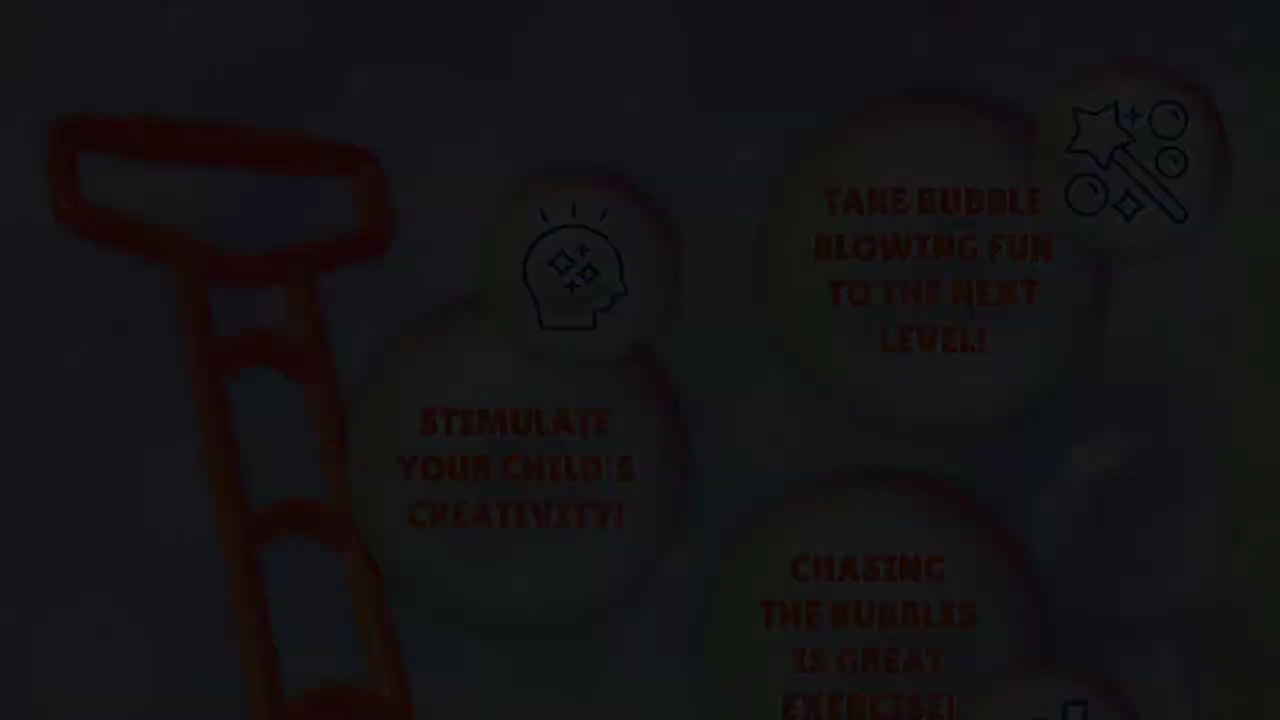 TAKE BUBBLE
BLOWING FUN
TO THE NEXT
LEVEL!
STIMULATE
YOUR CHILD'S
CREATIVITY!
CHASING
THE BUBBLES
IS GREAT
EXERCISE!